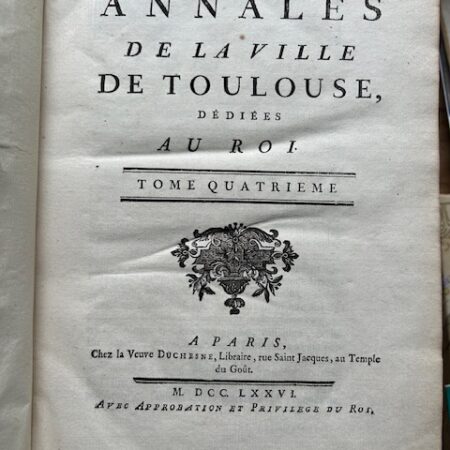 ANNALES
DE LA VILLE
DE TOULOUSE,
DÉDIÉES
AU ROI.
TOME QUATRIEME
A PARIS,
Chez la Veuve DUCHESNE, Libraire, rue Saint Jacques, au Temple
du Goût.
M. DCC. LXXVI.
AVEC APPROBATION ET PRIVILEGE DU ROI.